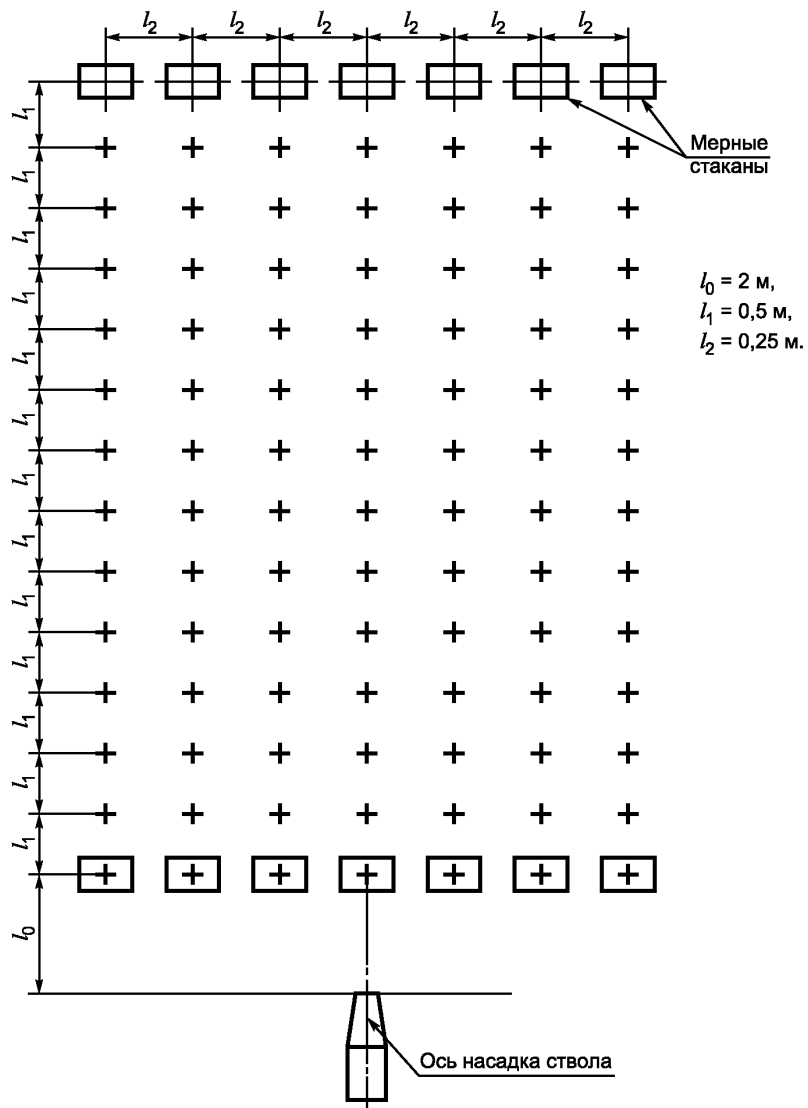 l2 l2 l2 l2 l2 l2
l1
Мерные
стаканы
l1
l1
l1
l0 = 2 м,
l1 = 0,5 м,
l2 = 0,25 м.
l1
l1
l1
l1
l1
l1
l1
l1
l1
l1
l0
Ось насадка ствола